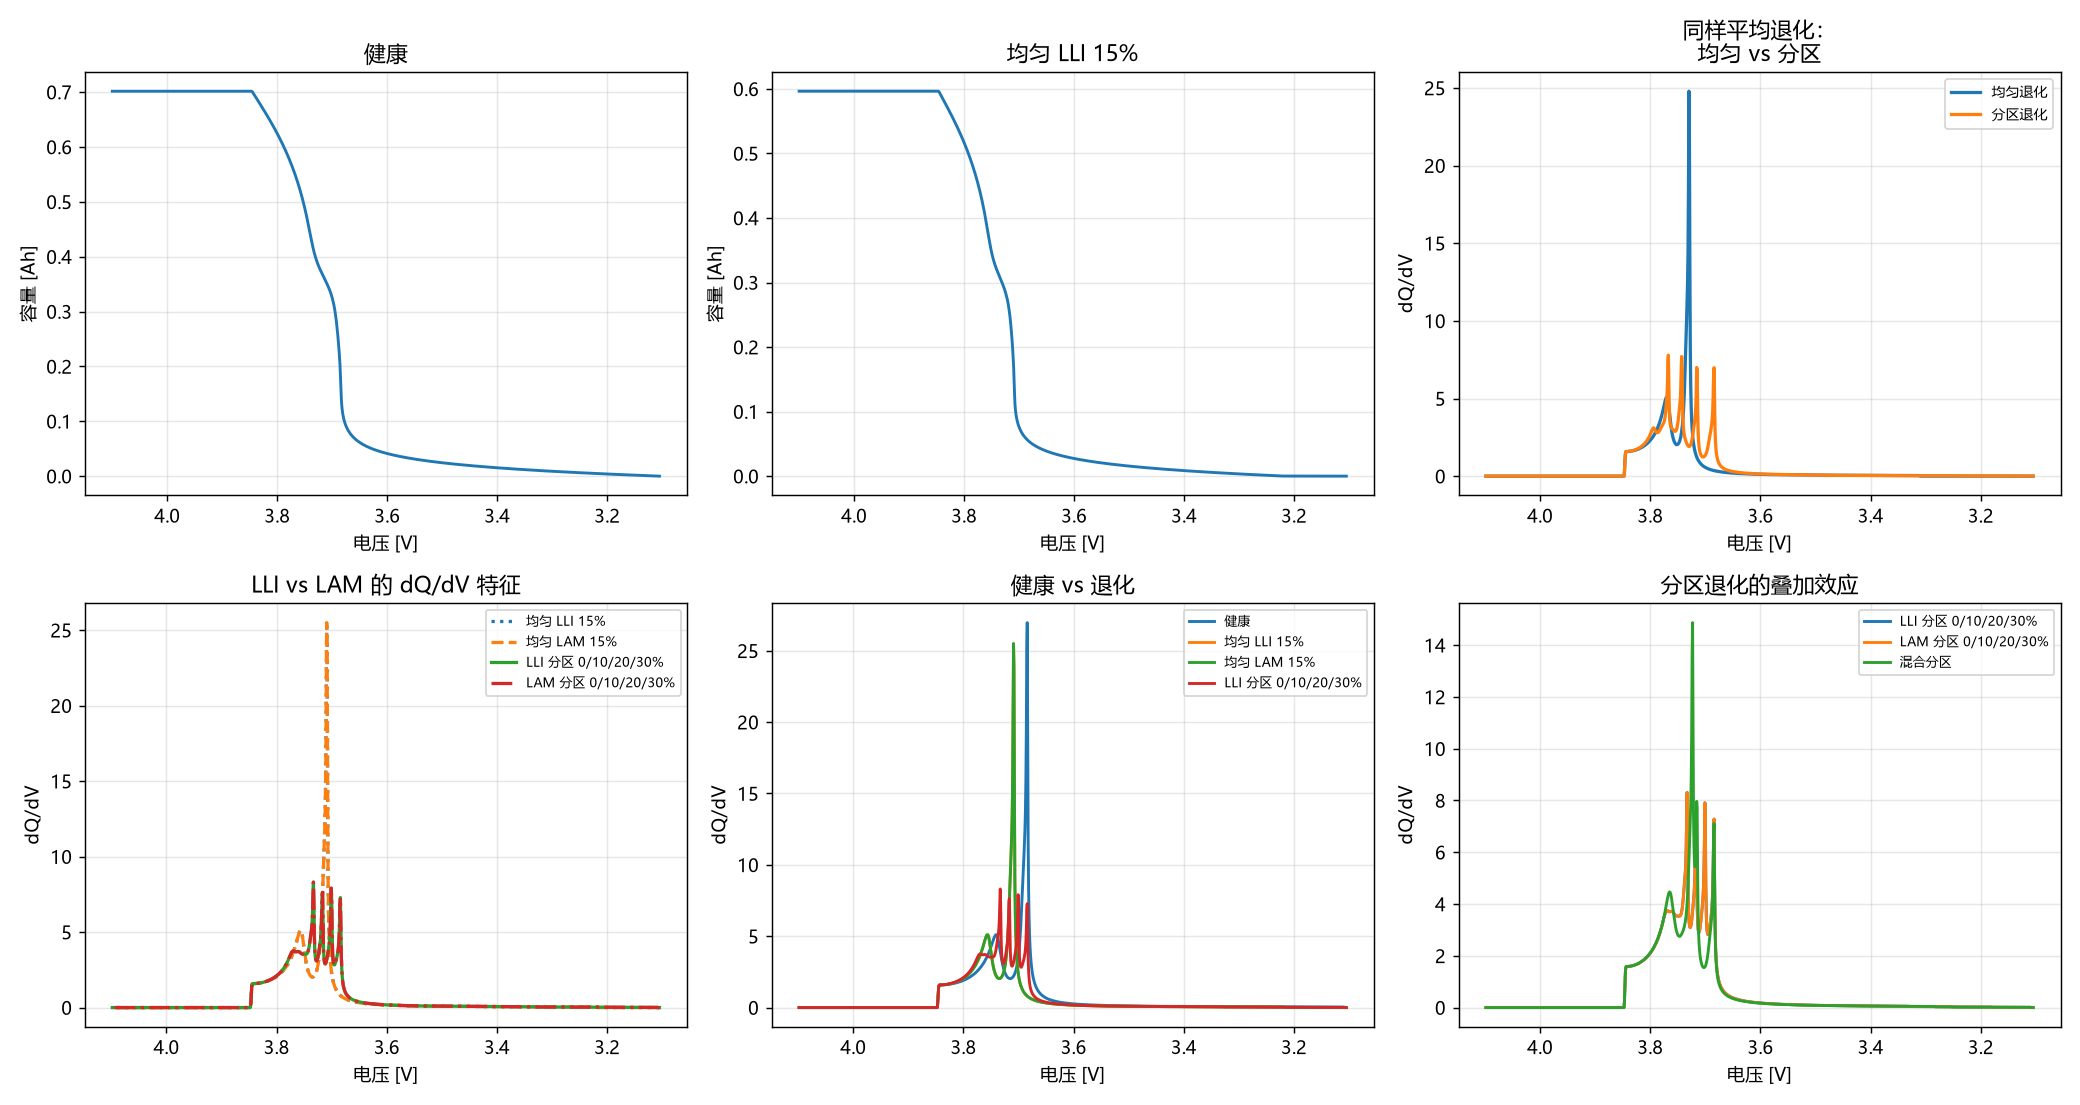 健康
0.7
0.6
0.5
0.4
0.3
0.2
0.1
0.0
容量 [Ah]
4.0 3.8 3.6 3.4 3.2
电压 [V]
均匀 LLI 15%
0.6
0.5
0.4
0.3
0.2
0.1
0.0
容量 [Ah]
4.0 3.8 3.6 3.4 3.2
电压 [V]
同样平均退化：
均匀 vs 分区
25
20
15
10
5
0
dQ/dV
均匀退化
分区退化
4.0 3.8 3.6 3.4 3.2
电压 [V]
LLI vs LAM 的 dQ/dV 特征
25
20
15
10
5
0
dQ/dV
均匀 LLI 15%
均匀 LAM 15%
LLI 分区 0/10/20/30%
LAM 分区 0/10/20/30%
4.0 3.8 3.6 3.4 3.2
电压 [V]
健康 vs 退化
25
20
15
10
5
0
dQ/dV
健康
均匀 LLI 15%
均匀 LAM 15%
LLI 分区 0/10/20/30%
4.0 3.8 3.6 3.4 3.2
电压 [V]
分区退化的叠加效应
14
12
10
8
6
4
2
0
dQ/dV
LLI 分区 0/10/20/30%
LAM 分区 0/10/20/30%
混合分区
4.0 3.8 3.6 3.4 3.2
电压 [V]